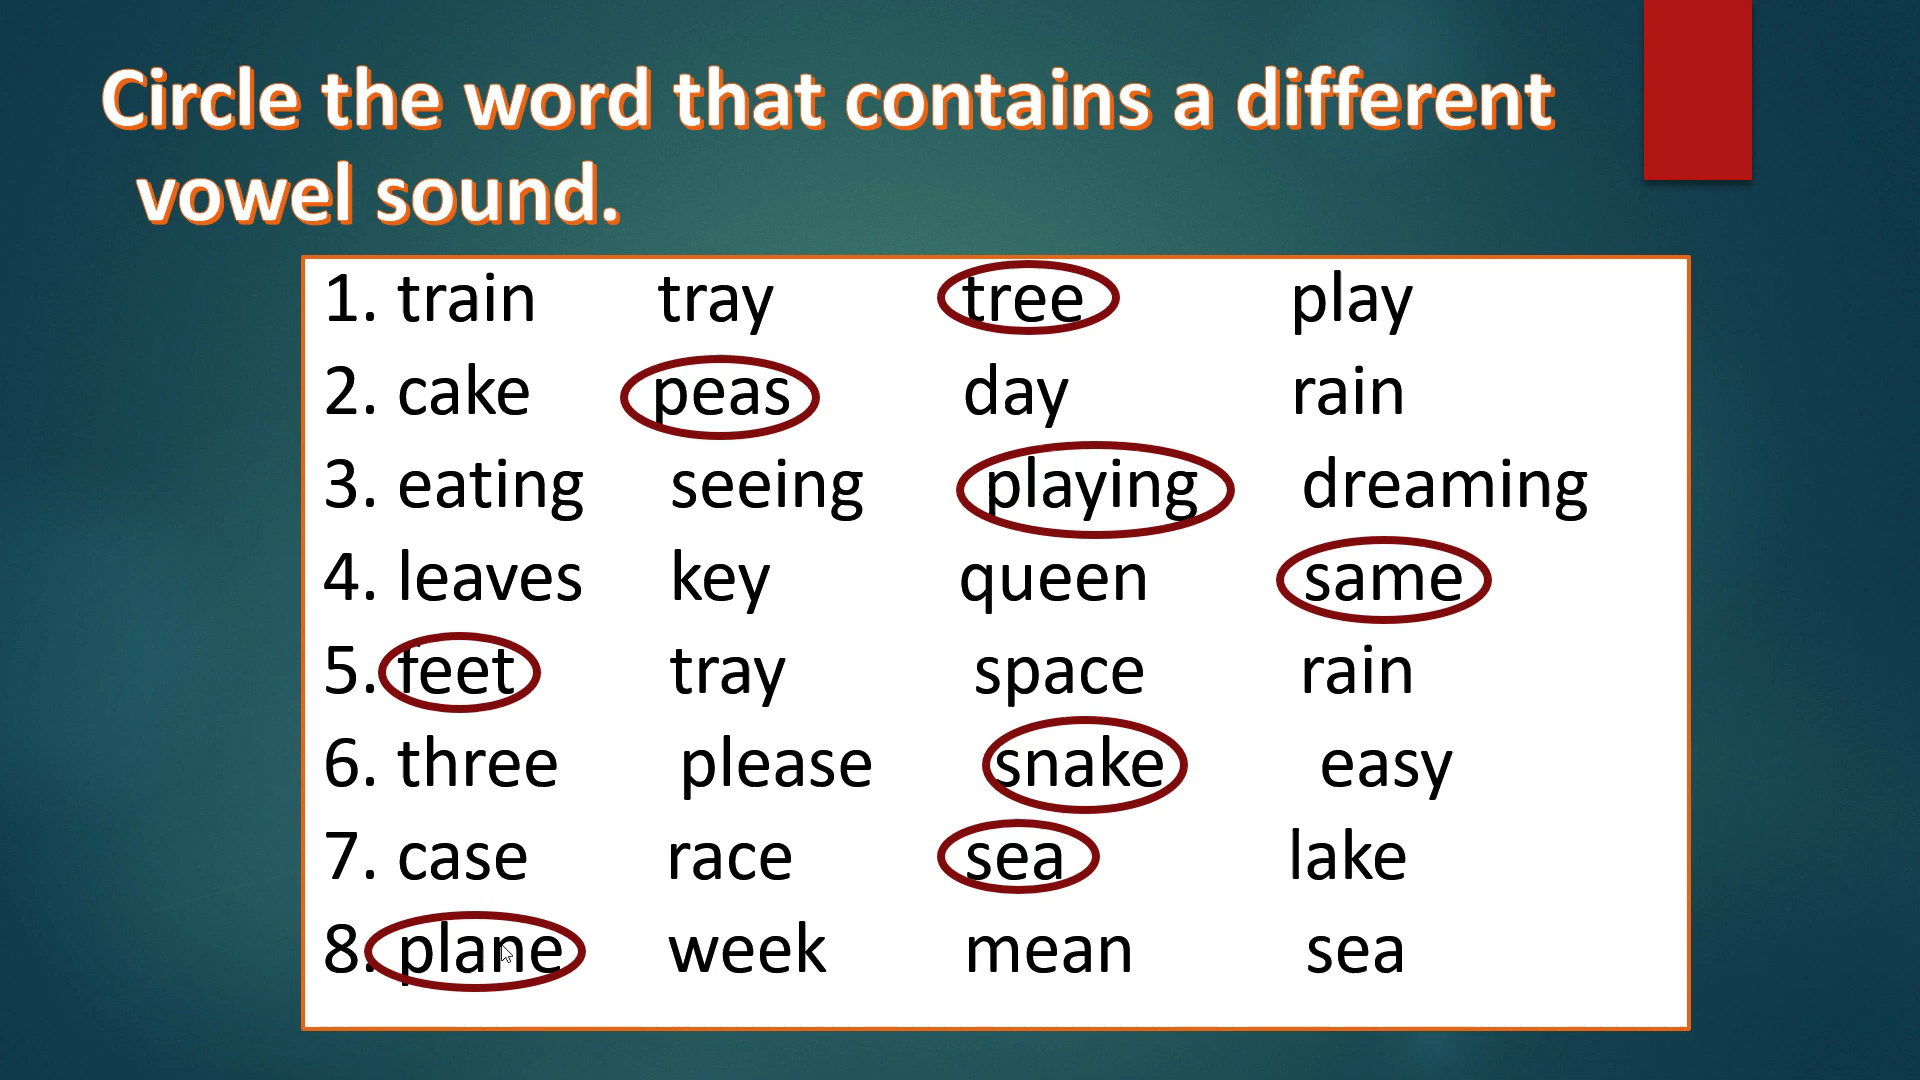 Circle the word that contains a different
vowel sound.
1. train tray tree play
2. cake peas day rain
3. eating seeing playing dreaming
4. leaves key queen same
5. feet tray space rain
6. three please snake easy
7. case race sea lake
8. plane week mean sea